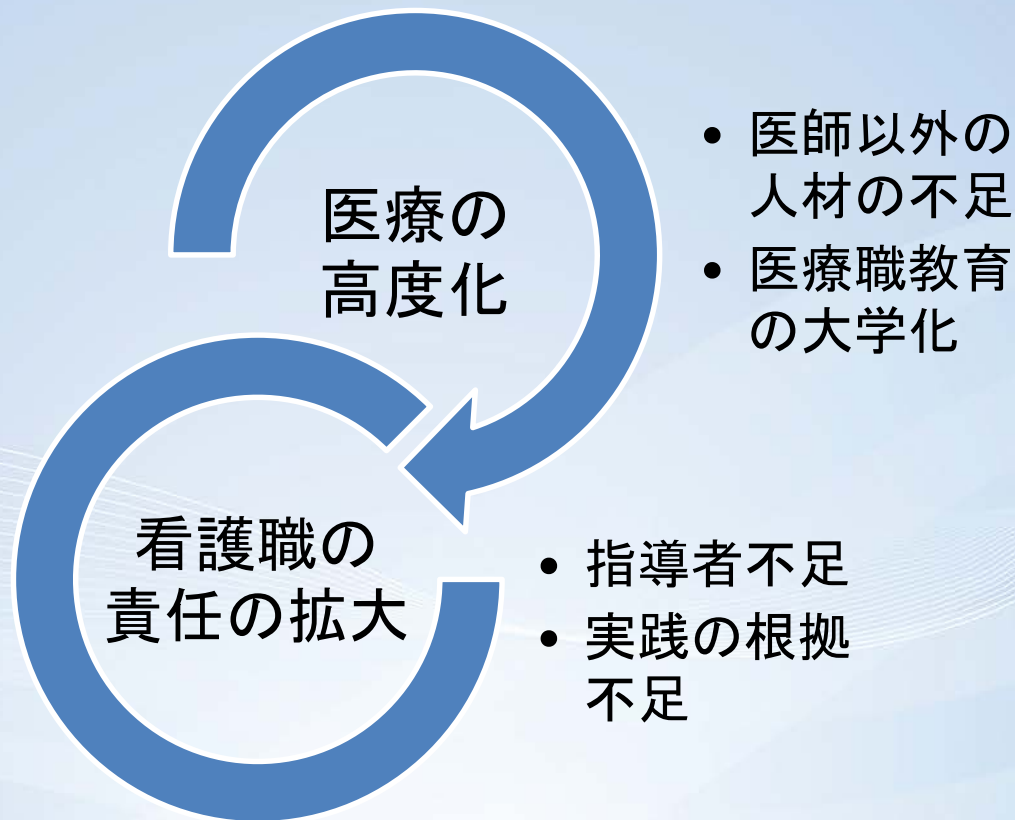 医療の
高度化
• 医師以外の
人材の不足
• 医療職教育
の大学化
看護職の
責任の拡大
• 指導者不足
• 実践の根拠
不足